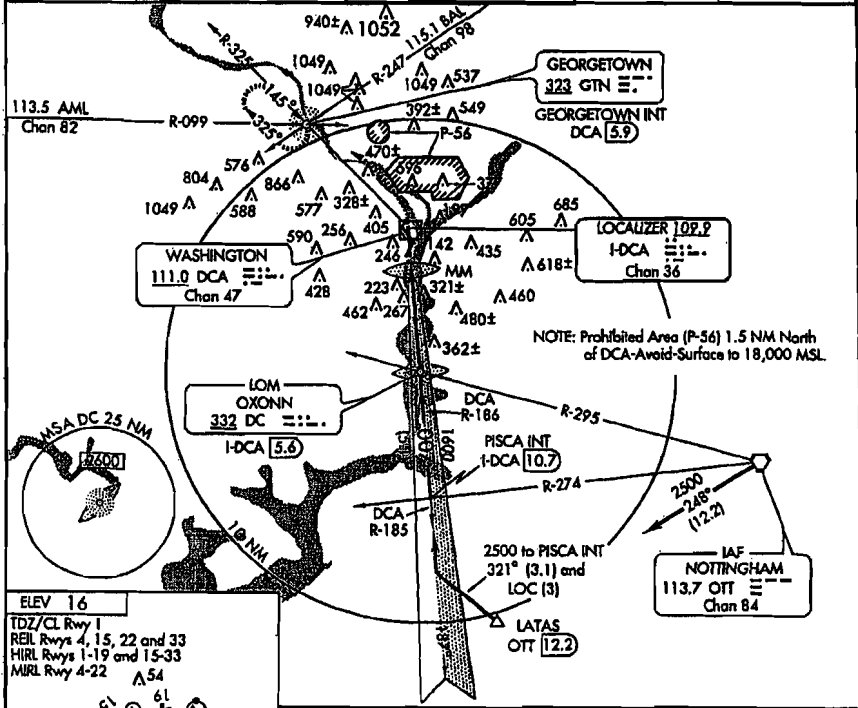 940±
1052
115.1 BAL
Chan 98
R-247
R-325
145°
325°
1049
1049
1049
537
549
392±
P-56
GEORGETOWN
323 GTN
GEORGETOWN INT
DCA 5.9
113.5 AML
Chan 82
R-099
470±
596
576
804
866
1049
588
577
328±
405
590
256
246
142
435
605
685
618±
LOCALIZER 109.9
I-DCA
Chan 36
WASHINGTON
111.0 DCA
Chan 47
428
MM
223
321±
462
267
480±
460
362±
NOTE: Prohibited Area (P-56) 1.5 NM North
of DCA-Avoid-Surface to 18,000 MSL.
LOM
OXONN
332 DC
I-DCA 5.6
DCA
R-186
R-295
PISCA INT
I-DCA 10.7
R-274
DCA
R-185
MSA DC 25 NM
10 NM
2500
248°
(12.2)
2500 to PISCA INT
321° (3.1) and
LOC (3)
LATAS
OTT 12.2
IAF
NOTTINGHAM
113.7 OTT
Chan 84
187
ELEV 16
TDZ/CL Rwy 1
REIL Rwys 4, 15, 22 and 33
HIRL Rwys 1-19 and 15-33
MIRL Rwy 4-22
54
19